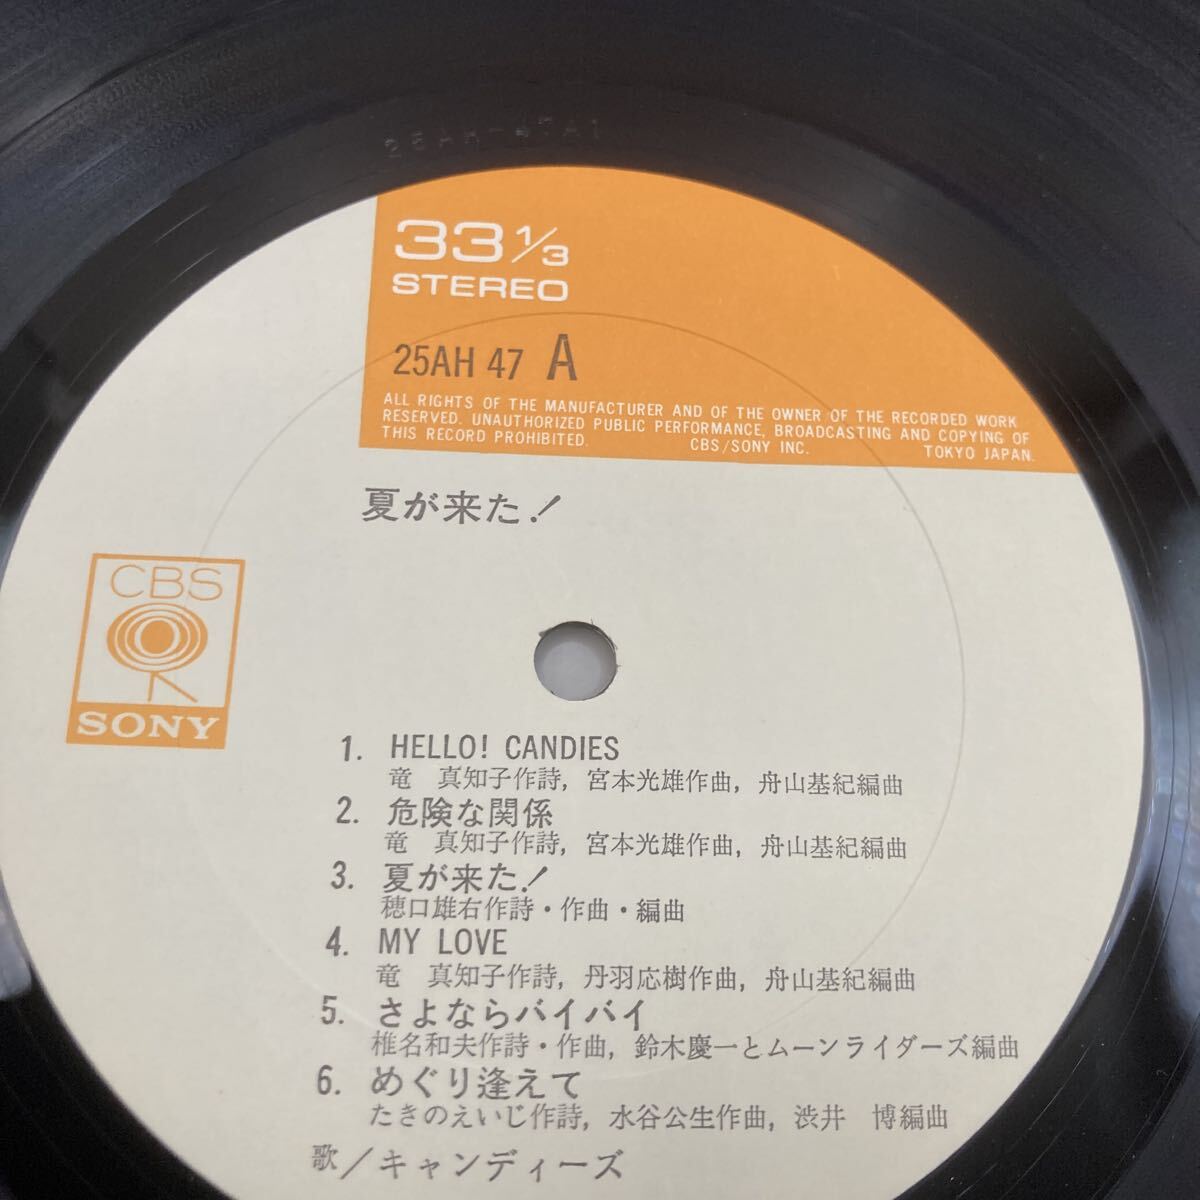 25AH-47A1
33 1/3
STEREO
25AH 47 A
ALL RIGHTS OF THE MANUFACTURER AND OF THE OWNER OF THE RECORDED WORK
RESERVED. UNAUTHORIZED PUBLIC PERFORMANCE, BROADCASTING AND COPYING OF
THIS RECORD PROHIBITED. CBS/SONY INC. TOKYO JAPAN.
夏が来た!
CBS
SONY
1. HELLO! CANDIES
竜 真知子作詩, 宮本光雄作曲, 舟山基紀編曲
2. 危険な関係
竜 真知子作詩, 宮本光雄作曲, 舟山基紀編曲
3. 夏が来た!
穂口雄右作詩・作曲・編曲
4. MY LOVE
竜 真知子作詩, 丹羽応樹作曲, 舟山基紀編曲
5. さよならバイバイ
椎名和夫作詩・作曲, 鈴木慶一とムーンライダーズ編曲
6. めぐり逢えて
たきのえいじ作詩, 水谷公生作曲, 渋井 博編曲
歌/キャンディーズ